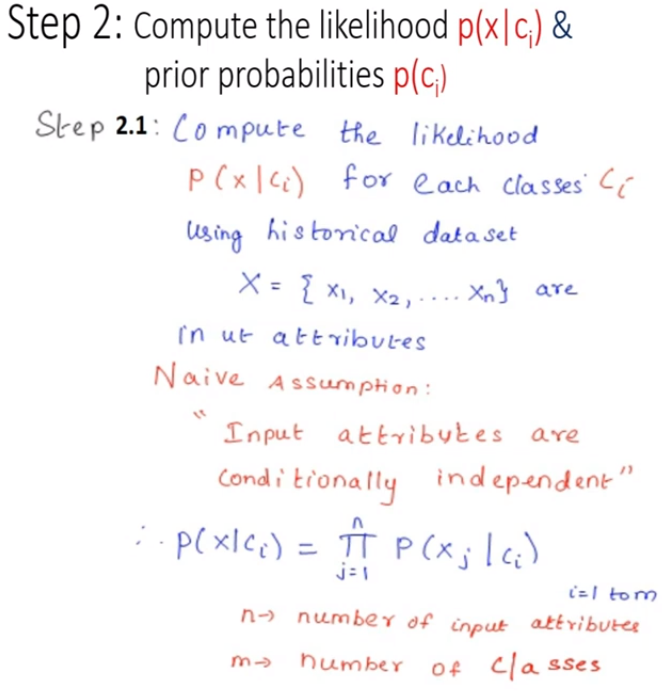 Step 2: Compute the likelihood p(x|cᵢ) &
prior probabilities p(cᵢ)
Step 2.1: Compute the likelihood
P(x|cᵢ) for each classes cᵢ
using historical dataset
X = { x₁, x₂, .... xₙ} are
in ut attributes
Naive Assumption:
"Input attributes are
conditionally independent"
∴ P(x|cᵢ) = ∏ⁿⱼ₌₁ P(xⱼ|cᵢ)
i=1 to m
n→ number of input attributes
m→ number of classes